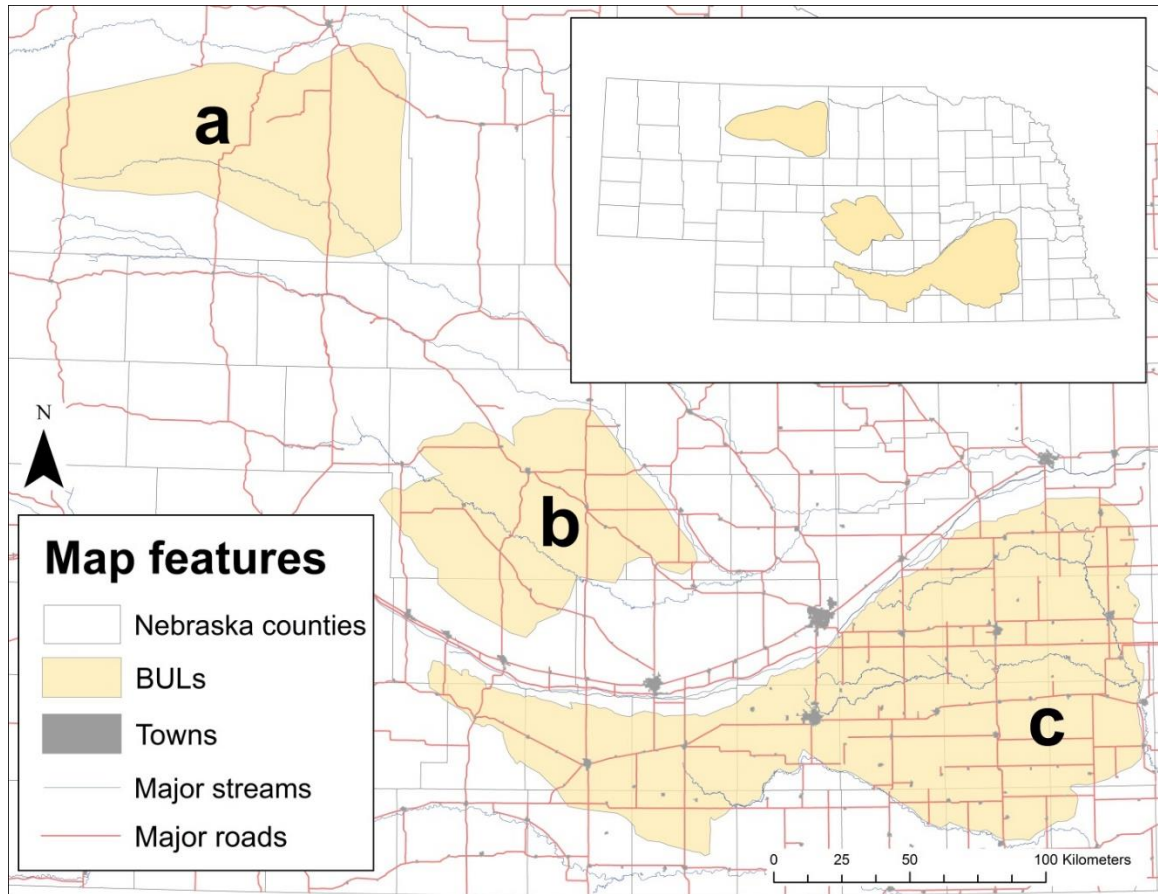 a
N
b
Map features
Nebraska counties
BULs
Towns
Major streams
Major roads
c
0 25 50 100 Kilometers